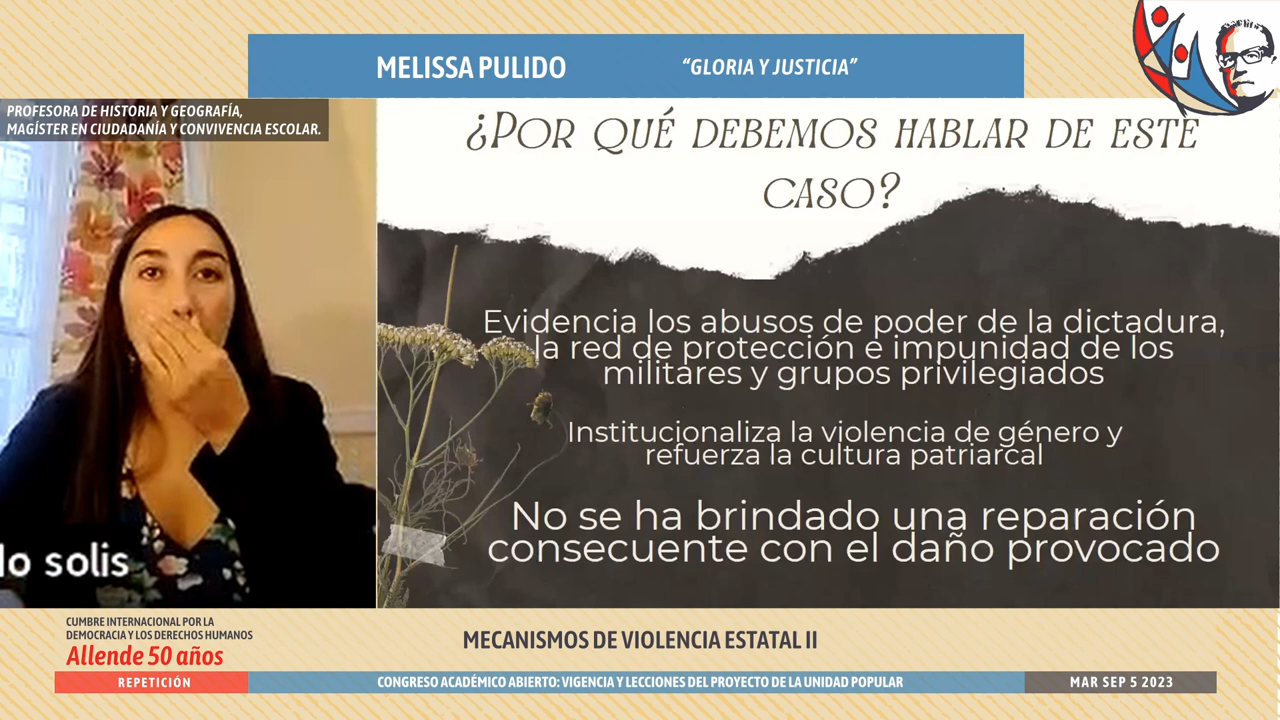 MELISSA PULIDO
“GLORIA Y JUSTICIA”
PROFESORA DE HISTORIA Y GEOGRAFÍA,
MAGÍSTER EN CIUDADANÍA Y CONVIVENCIA ESCOLAR.
¿POR QUÉ DEBEMOS HABLAR DE ESTE
CASO?
Evidencia los abusos de poder de la dictadura,
la red de protección e impunidad de los
militares y grupos privilegiados
Institucionaliza la violencia de género y
refuerza la cultura patriarcal
No se ha brindado una reparación
consecuente con el daño provocado
do solis
CUMBRE INTERNACIONAL POR LA
DEMOCRACIA Y LOS DERECHOS HUMANOS
Allende 50 años
MECANISMOS DE VIOLENCIA ESTATAL II
REPETICIÓN
CONGRESO ACADÉMICO ABIERTO: VIGENCIA Y LECCIONES DEL PROYECTO DE LA UNIDAD POPULAR
MAR SEP 5 2023